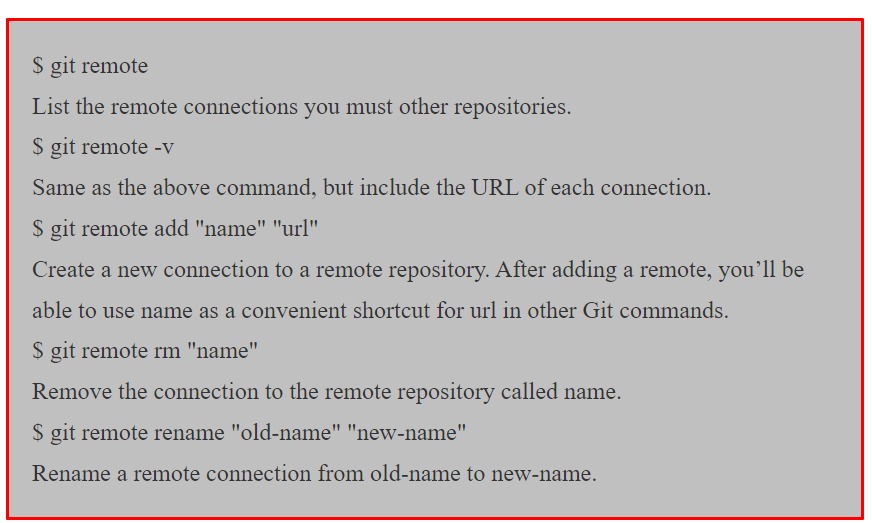 $ git remote
List the remote connections you must other repositories.
$ git remote -v
Same as the above command, but include the URL of each connection.
$ git remote add "name" "url"
Create a new connection to a remote repository. After adding a remote, you’ll be
able to use name as a convenient shortcut for url in other Git commands.
$ git remote rm "name"
Remove the connection to the remote repository called name.
$ git remote rename "old-name" "new-name"
Rename a remote connection from old-name to new-name.